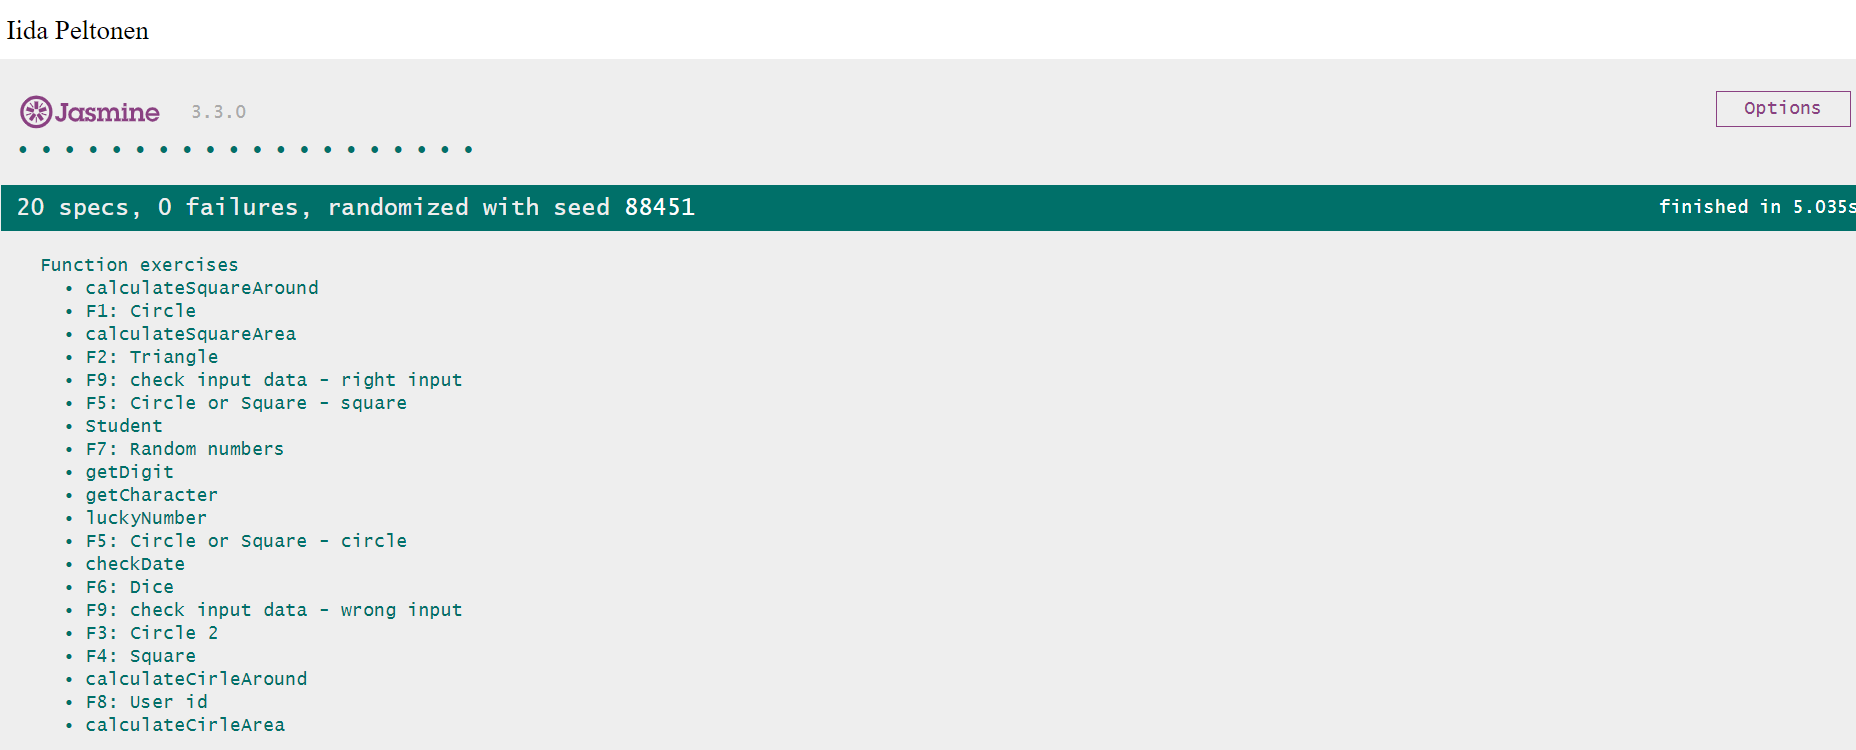 Iida Peltonen
Jasmine 3.3.0
Options
• • • • • • • • • • • • • • • • • • • •
20 specs, 0 failures, randomized with seed 88451
finished in 5.035s
Function exercises
• calculateSquareAround
• F1: Circle
• calculateSquareArea
• F2: Triangle
• F9: check input data - right input
• F5: Circle or Square - square
• Student
• F7: Random numbers
• getDigit
• getCharacter
• luckyNumber
• F5: Circle or Square - circle
• checkDate
• F6: Dice
• F9: check input data - wrong input
• F3: Circle 2
• F4: Square
• calculateCirleAround
• F8: User id
• calculateCirleArea